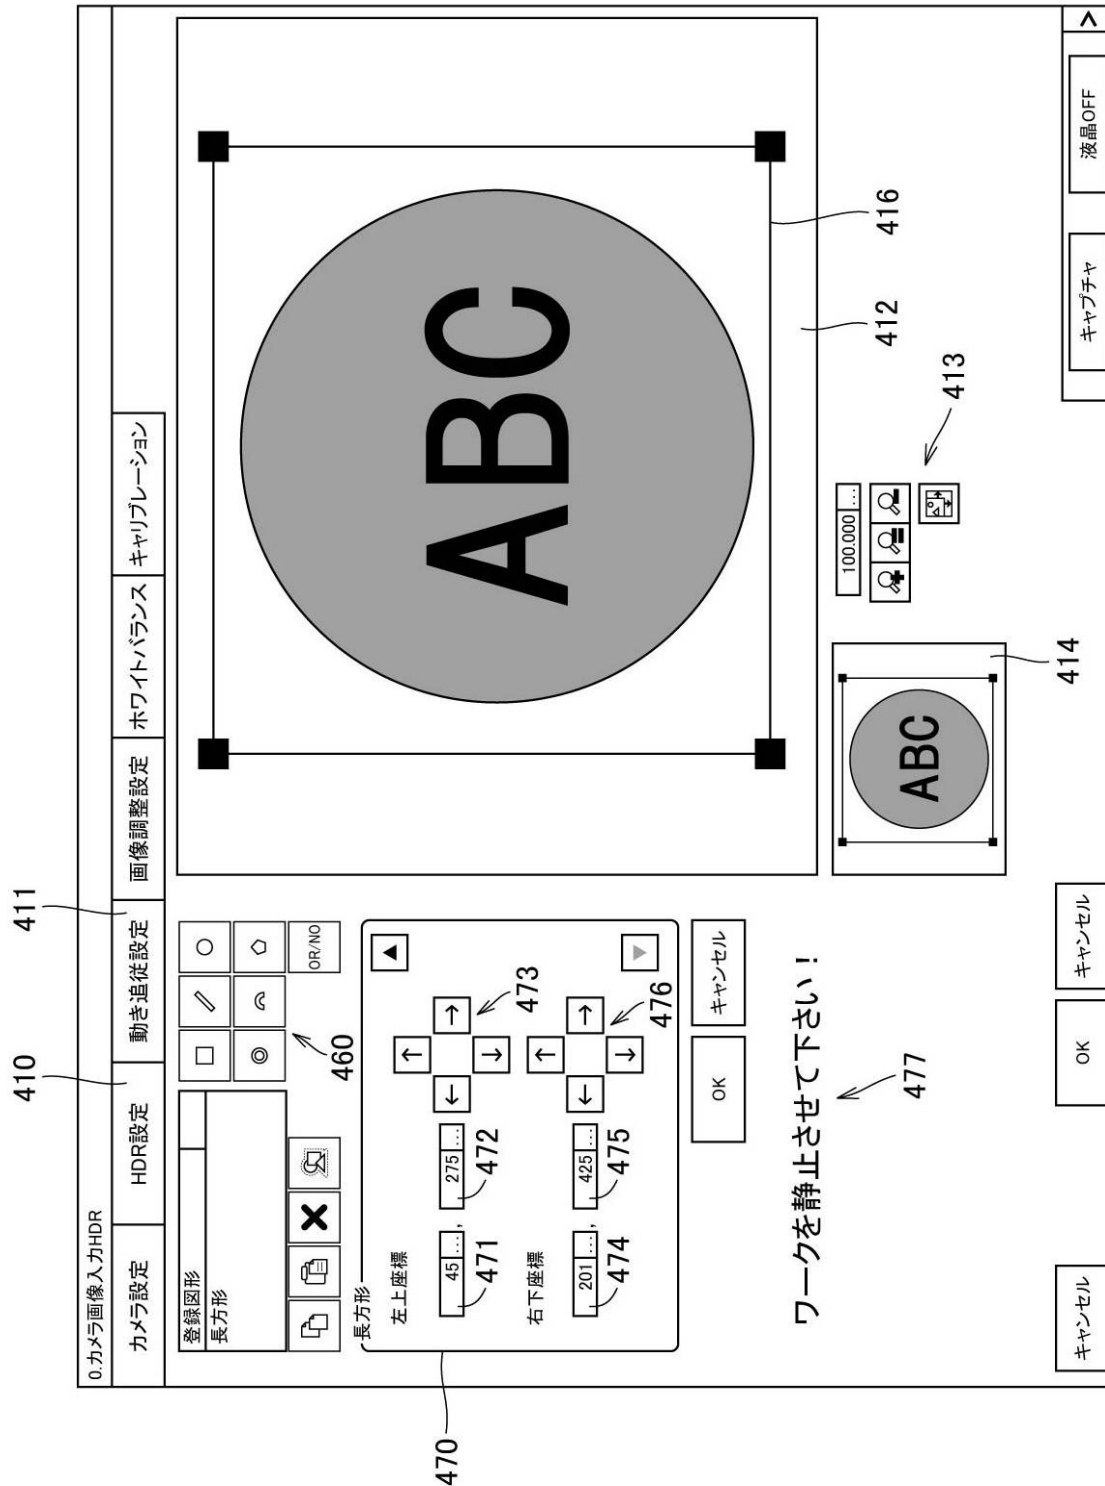 0.カメラ画像入力HDR
410
411
カメラ設定
HDR設定
動き追従設定
画像調整設定
ホワイトバランス
キャリブレーション
登録図形
長方形
OR/NO
460
長方形
470
左上座標
45 ... , 275 ...
471
472
473
右下座標
201 ... , 425 ...
474
475
476
OK
キャンセル
ワークを静止させて下さい!
477
ABC
416
412
ABC
414
100.000 ...
413
キャンセル
OK
キャンセル
キャプチャ
液晶OFF